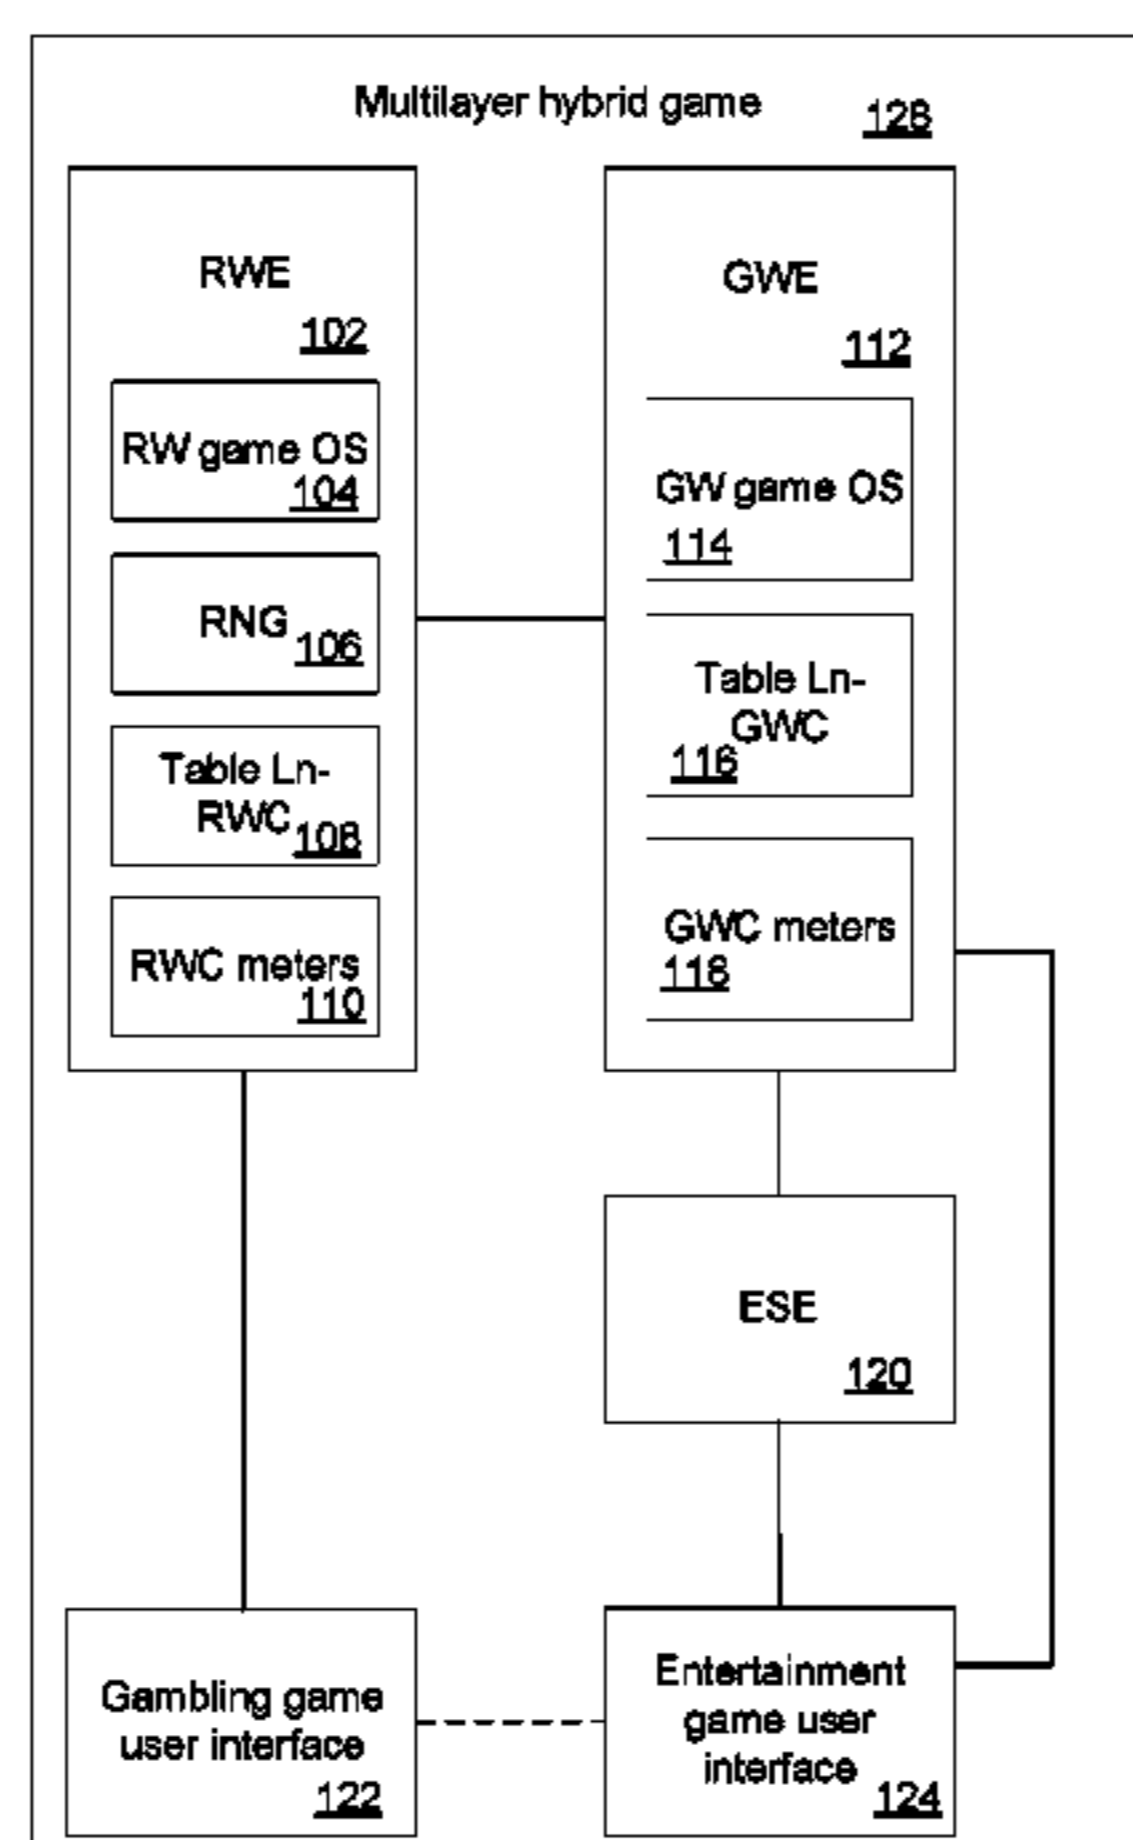 Multilayer hybrid game
128
RWE
102
RW game OS
104
RNG
106
Table Ln-
RWC
108
RWC meters
110
GWE
112
GW game OS
114
Table Ln-
GWC
116
GWC meters
118
ESE
120
Gambling game
user interface
122
Entertainment
game user
interface
124